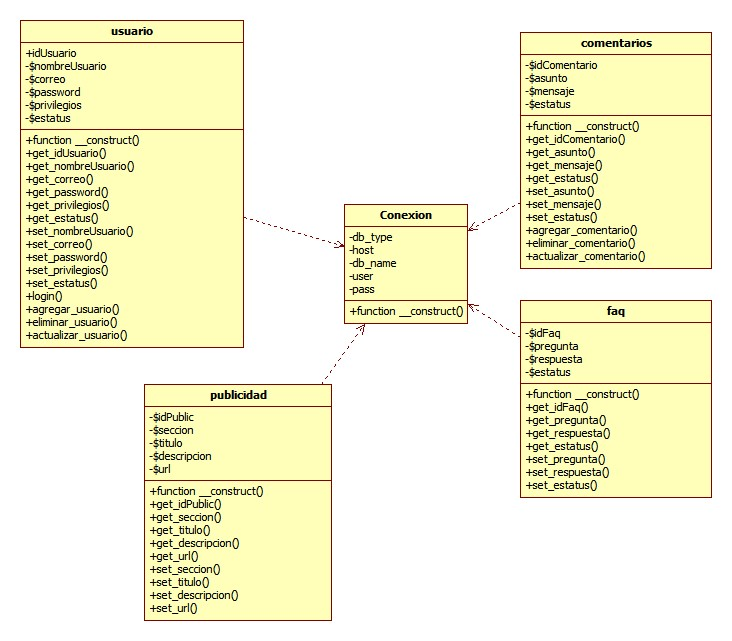 usuario
+idUsuario
-$nombreUsuario
-$correo
-$password
-$privilegios
-$estatus
+function __construct()
+get_idUsuario()
+get_nombreUsuario()
+get_correo()
+get_password()
+get_privilegios()
+get_estatus()
+set_nombreUsuario()
+set_correo()
+set_password()
+set_privilegios()
+set_estatus()
+login()
+agregar_usuario()
+eliminar_usuario()
+actualizar_usuario()
comentarios
-$idComentario
-$asunto
-$mensaje
-$estatus
+function __construct()
+get_idComentario()
+get_asunto()
+get_mensaje()
+get_estatus()
+set_asunto()
+set_mensaje()
+set_estatus()
+agregar_comentario()
+eliminar_comentario()
+actualizar_comentario()
Conexion
-db_type
-host
-db_name
-user
-pass
+function __construct()
faq
-$idFaq
-$pregunta
-$respuesta
-$estatus
+function __construct()
+get_idFaq()
+get_pregunta()
+get_respuesta()
+get_estatus()
+set_pregunta()
+set_respuesta()
+set_estatus()
publicidad
-$idPublic
-$seccion
-$titulo
-$descripcion
-$url
+function __construct()
+get_idPublic()
+get_seccion()
+get_titulo()
+get_descripcion()
+get_url()
+set_seccion()
+set_titulo()
+set_descripcion()
+set_url()